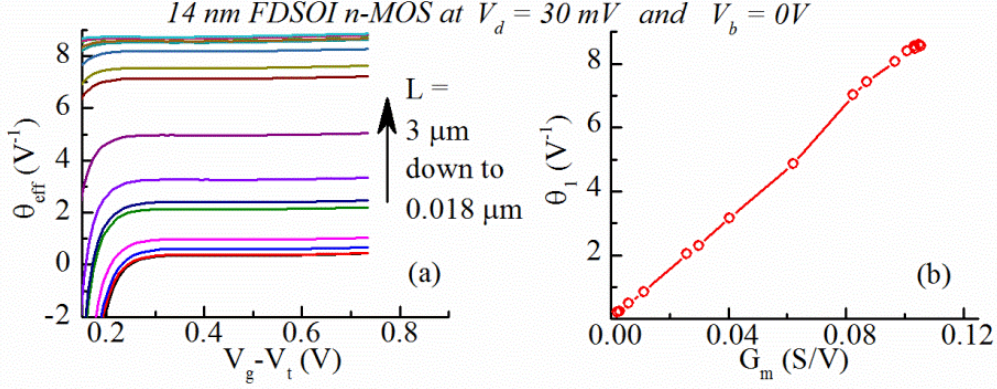 14 nm FDSOI n-MOS at V_d = 30 mV and V_b = 0V
θ_eff (V^-1)
8
6
4
2
0
-2
0.2 0.4 0.6 0.8
V_g-V_t (V)
L =
3 μm
down to
0.018 μm
(a)
θ_1 (V^-1)
8
6
4
2
0.00 0.04 0.08 0.12
G_m (S/V)
(b)